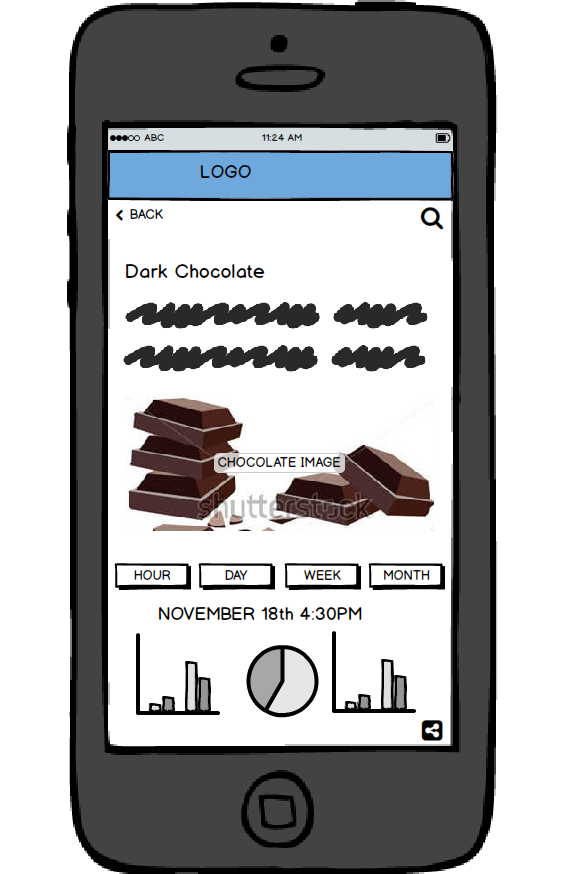 ABC 11:24 AM
LOGO
BACK
Dark Chocolate
CHOCOLATE IMAGE
shutterstock
HOUR DAY WEEK MONTH
NOVEMBER 18th 4:30PM